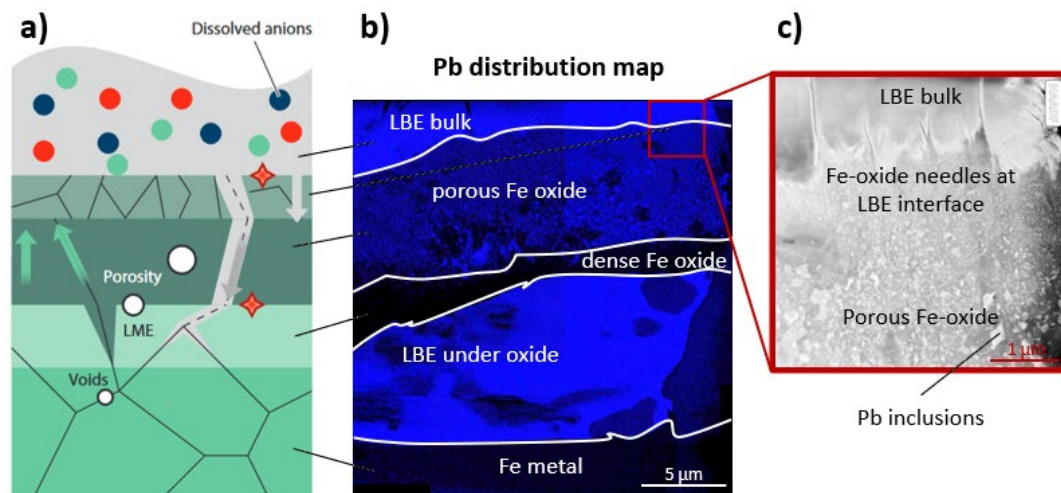 a)
Dissolved anions
Porosity
LME
Voids
b)
Pb distribution map
LBE bulk
porous Fe oxide
dense Fe oxide
LBE under oxide
Fe metal
5 µm
c)
LBE bulk
Fe-oxide needles at
LBE interface
Porous Fe-oxide
1 µm
Pb inclusions